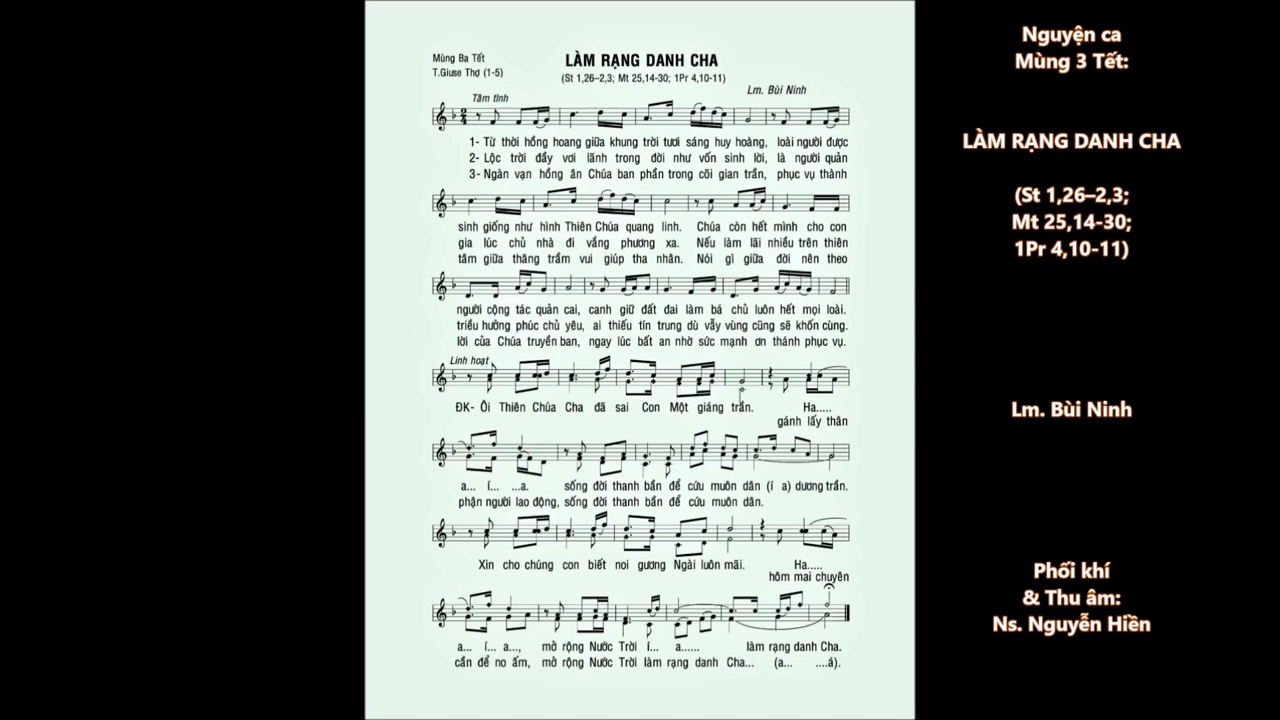 Mùng Ba Tết
T.Giuse Thợ (1-5)
LÀM RẠNG DANH CHA
(St 1,26–2,3; Mt 25,14-30; 1Pr 4,10-11)
Lm. Bùi Ninh
Tâm tình
1- Từ thời hồng hoang giữa khung trời tươi sáng huy hoàng, loài người được
2- Lộc trời đầy vơi lãnh trong đời như vốn sinh lời, là người quản
3- Ngàn vạn hồng ân Chúa ban phần trong cõi gian trần, phục vụ thành
sinh giống như hình Thiên Chúa quang linh. Chúa còn hết mình cho con
gia lúc chủ nhà đi vắng phương xa. Nếu làm lãi nhiều trên thiên
tâm giữa thăng trầm vui giúp tha nhân. Nói gì giữa đời nên theo
người cộng tác quản cai, canh giữ đất đai làm bá chủ luôn hết mọi loài.
triều hưởng phúc chủ yêu, ai thiếu tín trung dù vẫy vùng cũng sẽ khốn cùng.
lời của Chúa truyền ban, ngay lúc bất an nhờ sức mạnh ơn thánh phục vụ.
Linh hoạt
ĐK- Ôi Thiên Chúa Cha đã sai Con Một giáng trần. Ha.....
gánh lấy thân
a... í... ...a. sống đời thanh bần để cứu muôn dân (í a) dương trần.
phận người lao động, sống đời thanh bần để cứu muôn dân.
Xin cho chúng con biết noi gương Ngài luôn mãi. Ha.....
hôm mai chuyên
a... í... a..., mở rộng Nước Trời í... a...... làm rạng danh Cha.
cần để no ấm, mở rộng Nước Trời làm rạng danh Cha... (a... ....á).
Nguyện ca
Mùng 3 Tết:
LÀM RẠNG DANH CHA
(St 1,26–2,3;
Mt 25,14-30;
1Pr 4,10-11)
Lm. Bùi Ninh
Phối khí
& Thu âm:
Ns. Nguyễn Hiền